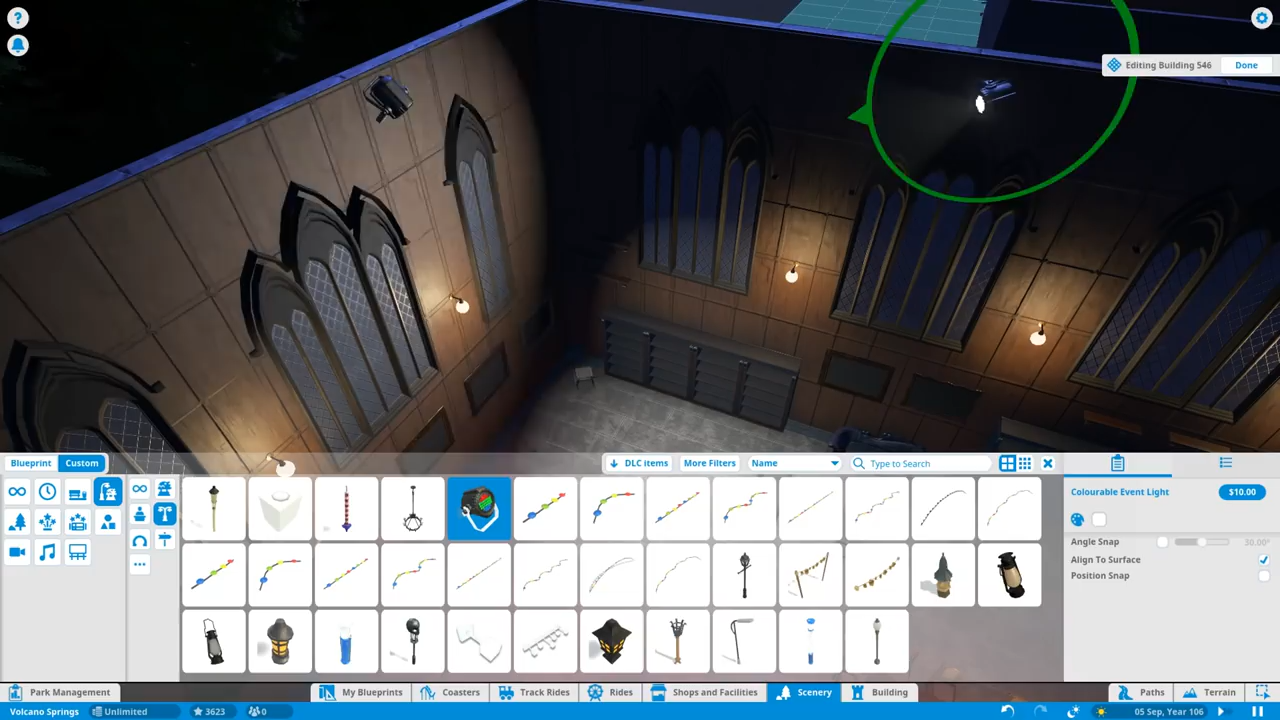 ?
Editing Building 546 Done
Blueprint Custom DLC items More Filters Name Type to Search
Colourable Event Light $10.00
Angle Snap 30.00°
Align To Surface
Position Snap
Park Management My Blueprints Coasters Track Rides Rides Shops and Facilities Scenery Building Paths Terrain
Volcano Springs Unlimited 3623 0 05 Sep, Year 106